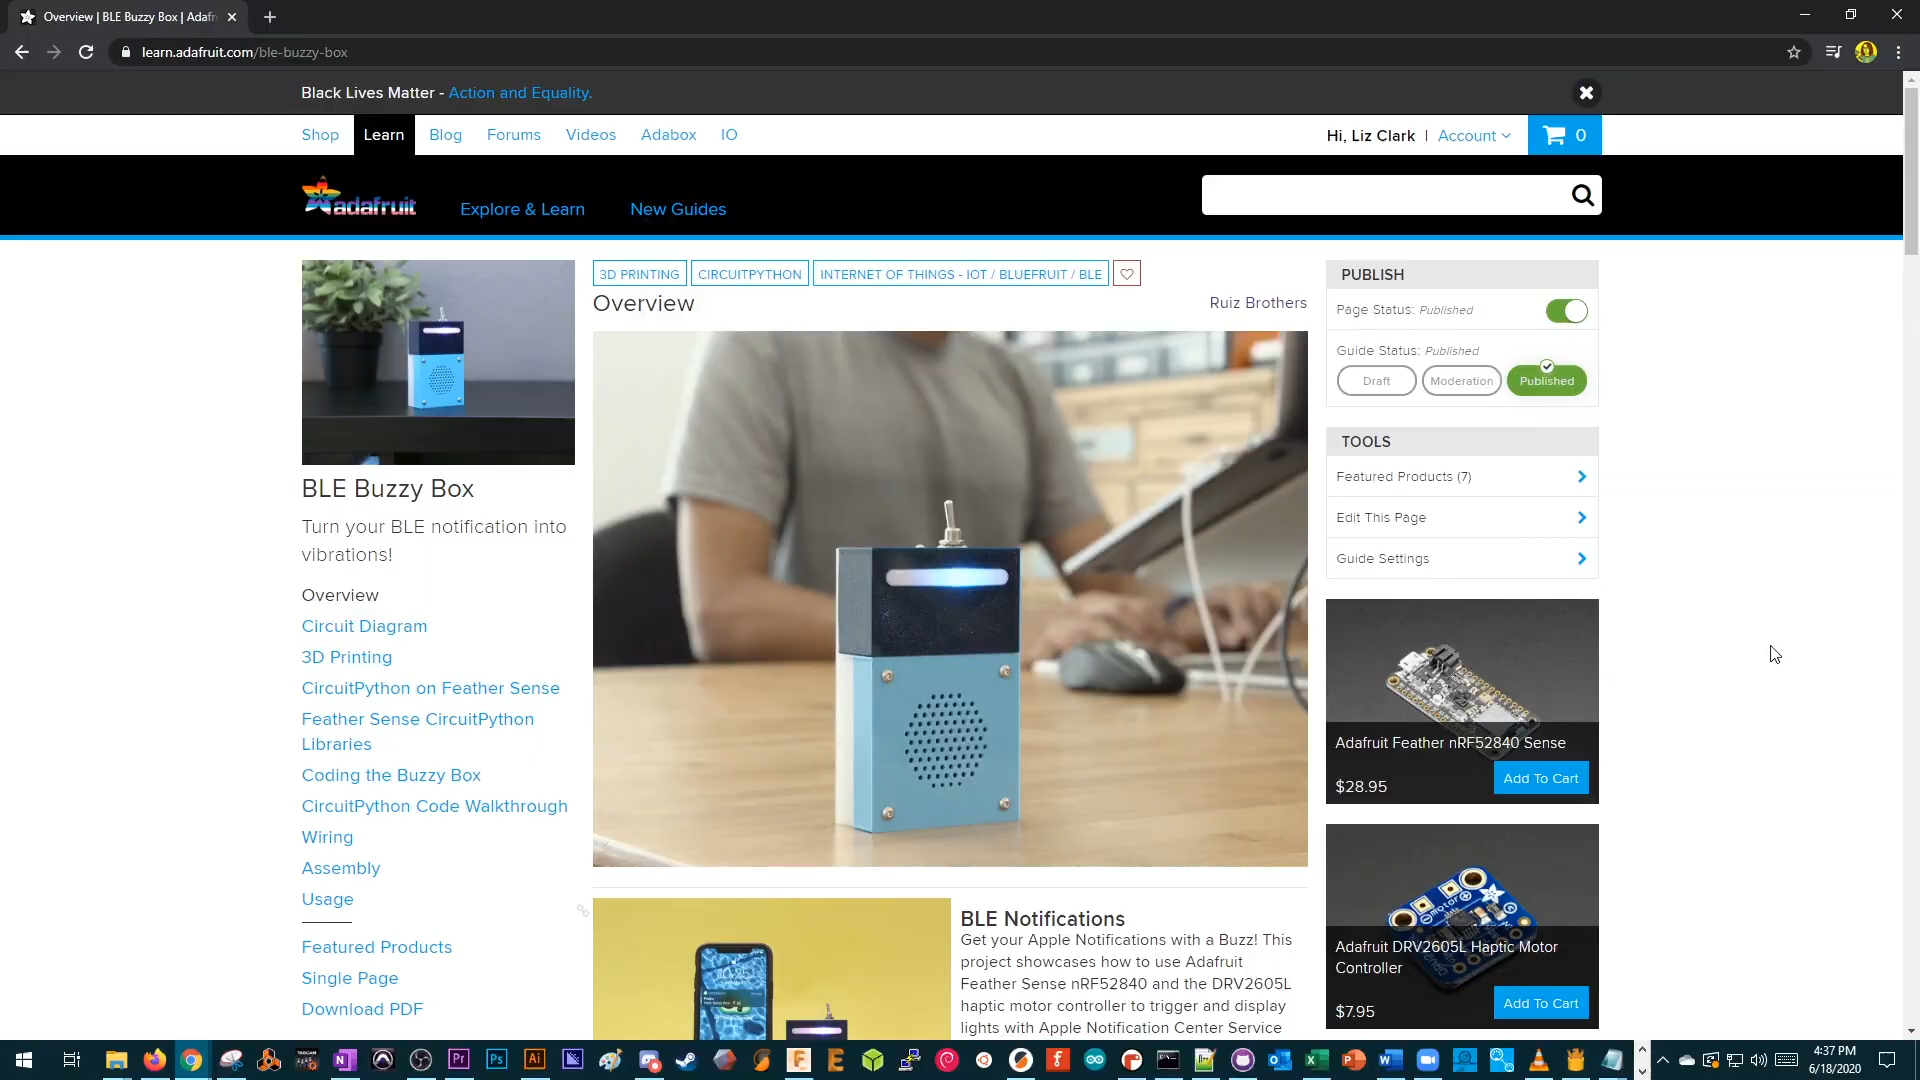 Overview | BLE Buzzy Box | Adafr
learn.adafruit.com/ble-buzzy-box
Black Lives Matter - Action and Equality.
Shop Learn Blog Forums Videos Adabox IO
Hi, Liz Clark | Account
0
adafruit
Explore & Learn New Guides
3D PRINTING CIRCUITPYTHON INTERNET OF THINGS - IOT / BLUEFRUIT / BLE
Overview
Ruiz Brothers
BLE Buzzy Box
Turn your BLE notification into
vibrations!
Overview
Circuit Diagram
3D Printing
CircuitPython on Feather Sense
Feather Sense CircuitPython
Libraries
Coding the Buzzy Box
CircuitPython Code Walkthrough
Wiring
Assembly
Usage
Featured Products
Single Page
Download PDF
BLE Notifications
Get your Apple Notifications with a Buzz! This
project showcases how to use Adafruit
Feather Sense nRF52840 and the DRV2605L
haptic motor controller to trigger and display
lights with Apple Notification Center Service
PUBLISH
Page Status: Published
Guide Status: Published
Draft Moderation Published
TOOLS
Featured Products (7)
Edit This Page
Guide Settings
Adafruit Feather nRF52840 Sense
$28.95
Add To Cart
motor
Adafruit DRV2605L Haptic Motor
Controller
$7.95
Add To Cart
Pr
Ps
Ai
4:37 PM
6/18/2020